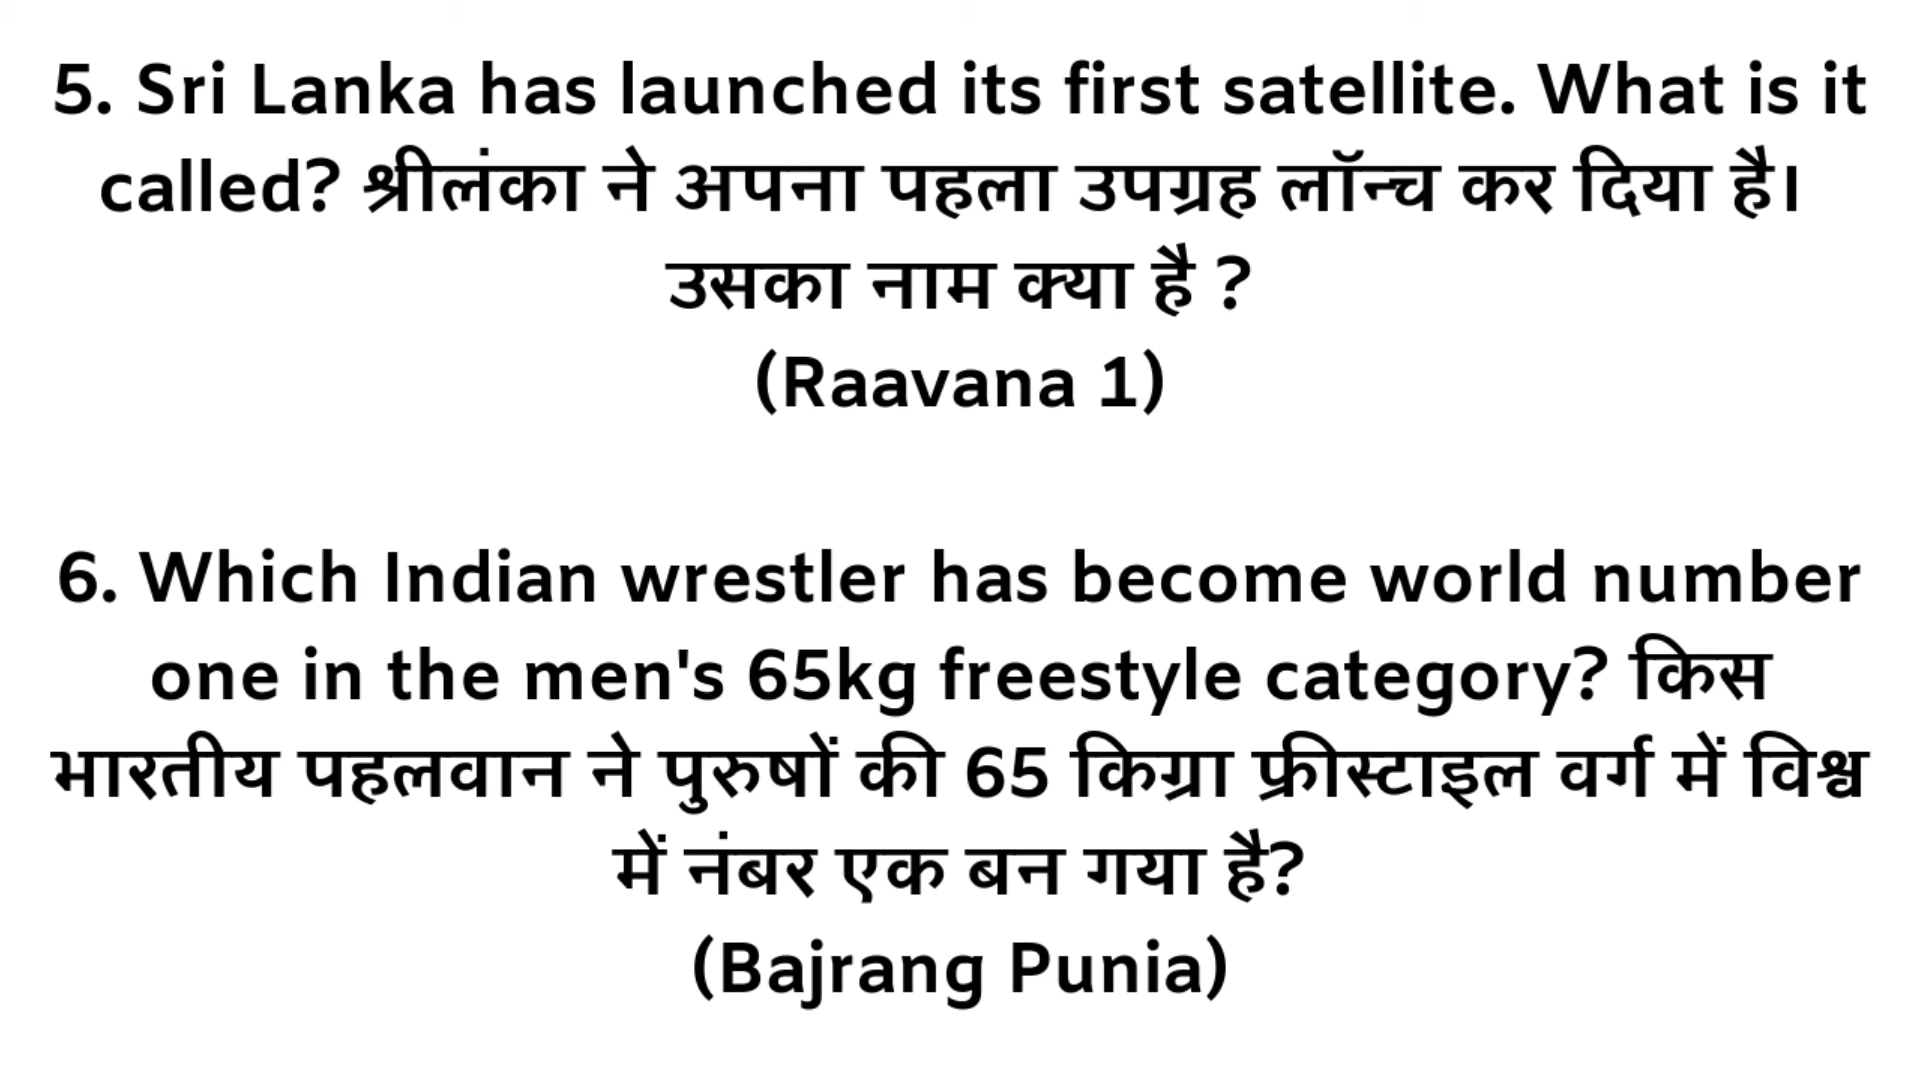 5. Sri Lanka has launched its first satellite. What is it
called? श्रीलंका ने अपना पहला उपग्रह लॉन्च कर दिया है।
उसका नाम क्या है ?
(Raavana 1)
6. Which Indian wrestler has become world number
one in the men's 65kg freestyle category? किस
भारतीय पहलवान ने पुरुषों की 65 किग्रा फ्रीस्टाइल वर्ग में विश्व
में नंबर एक बन गया है?
(Bajrang Punia)